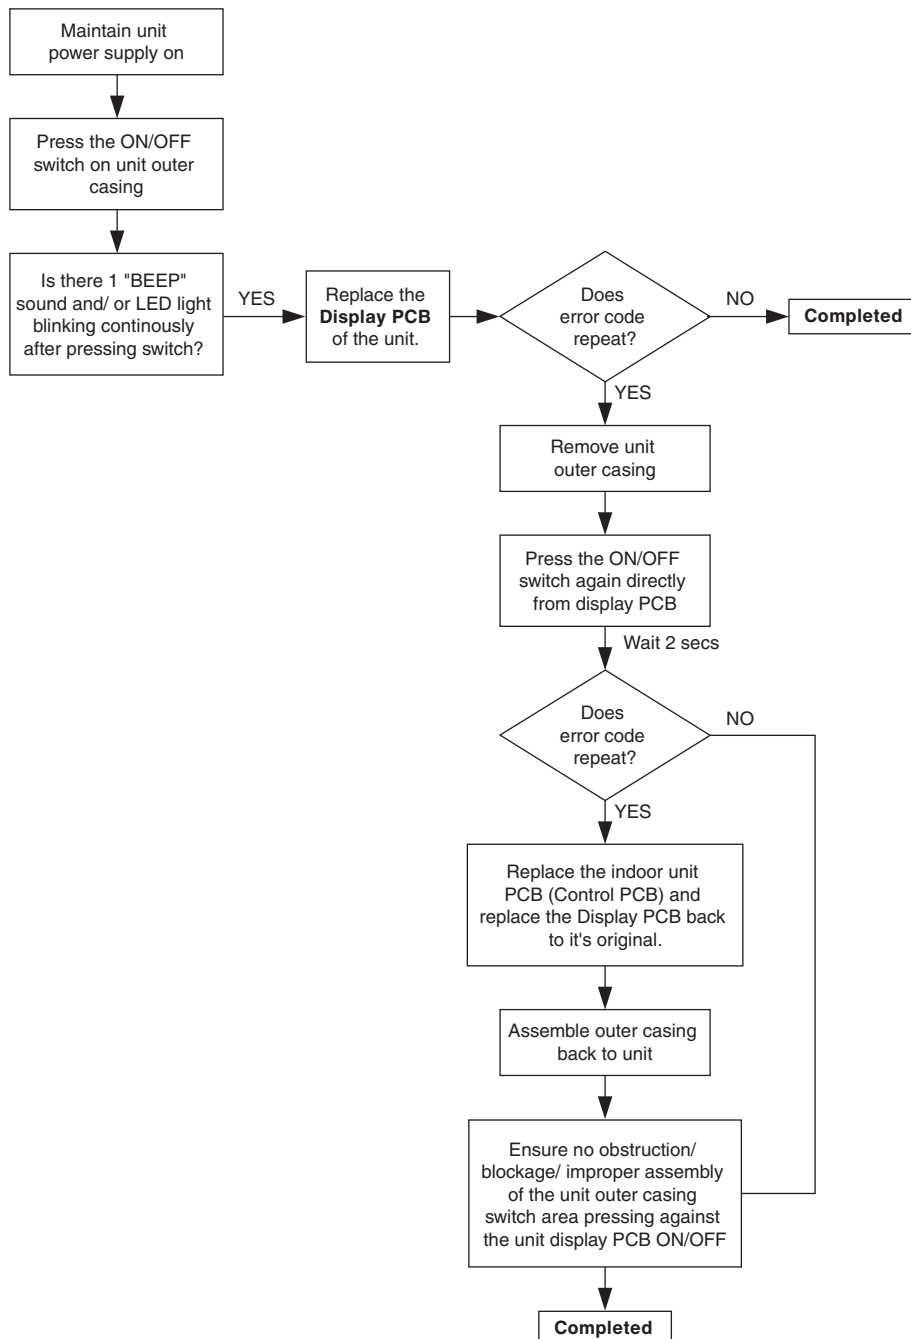 Maintain unit
power supply on
Press the ON/OFF
switch on unit outer
casing
Is there 1 "BEEP"
sound and/ or LED light
blinking continously
after pressing switch?
YES
Replace the
Display PCB
of the unit.
Does
error code
repeat?
NO
Completed
YES
Remove unit
outer casing
Press the ON/OFF
switch again directly
from display PCB
Wait 2 secs
Does
error code
repeat?
NO
YES
Replace the indoor unit
PCB (Control PCB) and
replace the Display PCB back
to it's original.
Assemble outer casing
back to unit
Ensure no obstruction/
blockage/ improper assembly
of the unit outer casing
switch area pressing against
the unit display PCB ON/OFF
Completed